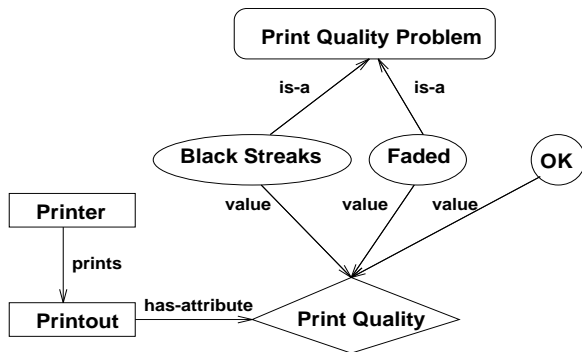 Print Quality Problem
is-a
is-a
Black Streaks
Faded
OK
value
value
value
Printer
prints
has-attribute
Printout
Print Quality